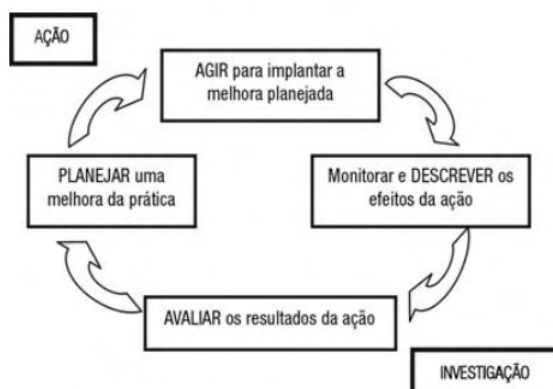 AÇÃO
AGIR para implantar a
melhora planejada
PLANEJAR uma
melhora da prática
Monitorar e DESCREVER os
efeitos da ação
AVALIAR os resultados da ação
INVESTIGAÇÃO